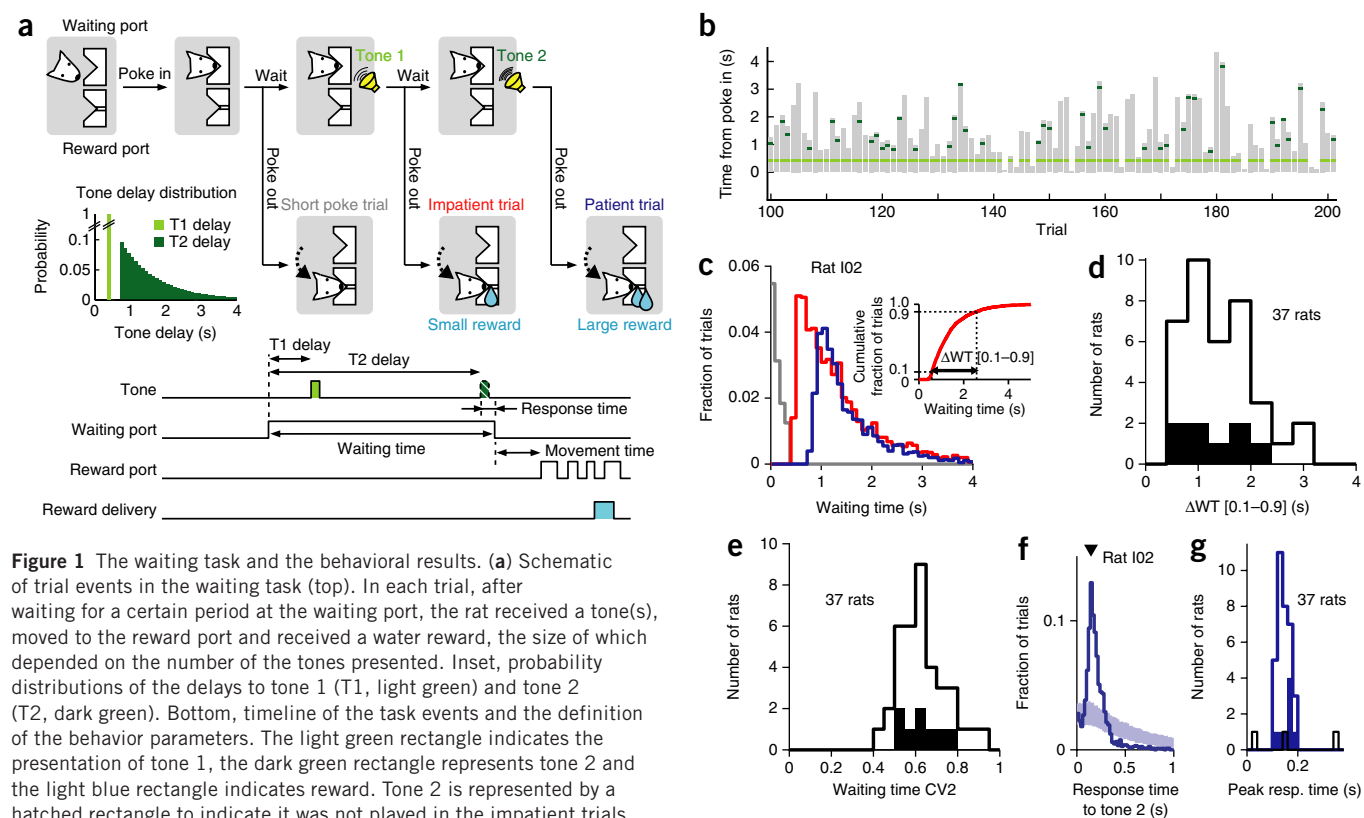 a
Waiting port
Poke in
Wait
Tone 1
Wait
Tone 2
Reward port
Poke out
Poke out
Poke out
Short poke trial
Impatient trial
Patient trial
Small reward
Large reward
Tone delay distribution
1
0.1
0.05
0
Probability
T1 delay
T2 delay
0 1 2 3 4
Tone delay (s)
T1 delay
T2 delay
Tone
Response time
Waiting port
Waiting time
Movement time
Reward port
Reward delivery
Figure 1 The waiting task and the behavioral results. (a) Schematic
of trial events in the waiting task (top). In each trial, after
waiting for a certain period at the waiting port, the rat received a tone(s),
moved to the reward port and received a water reward, the size of which
depended on the number of the tones presented. Inset, probability
distributions of the delays to tone 1 (T1, light green) and tone 2
(T2, dark green). Bottom, timeline of the task events and the definition
of the behavior parameters. The light green rectangle indicates the
presentation of tone 1, the dark green rectangle represents tone 2 and
the light blue rectangle indicates reward. Tone 2 is represented by a
hatched rectangle to indicate it was not played in the impatient trials.
b
Time from poke in (s)
4
3
2
1
0
100 120 140 160 180 200
Trial
c
Rat I02
Fraction of trials
0.06
0.04
0.02
0
0 1 2 3 4
Waiting time (s)
Cumulative
fraction of trials
1.0
0.9
0.1
0
ΔWT [0.1–0.9]
0 2 4
Waiting time (s)
d
37 rats
Number of rats
10
8
6
4
2
0
0 1 2 3 4
ΔWT [0.1–0.9] (s)
e
37 rats
Number of rats
10
8
6
4
2
0
0 0.2 0.4 0.6 0.8 1
Waiting time CV2
f
Rat I02
Fraction of trials
0.1
0
0 0.5 1
Response time
to tone 2 (s)
g
37 rats
Number of rats
10
8
6
4
2
0
0.2
Peak resp. time (s)